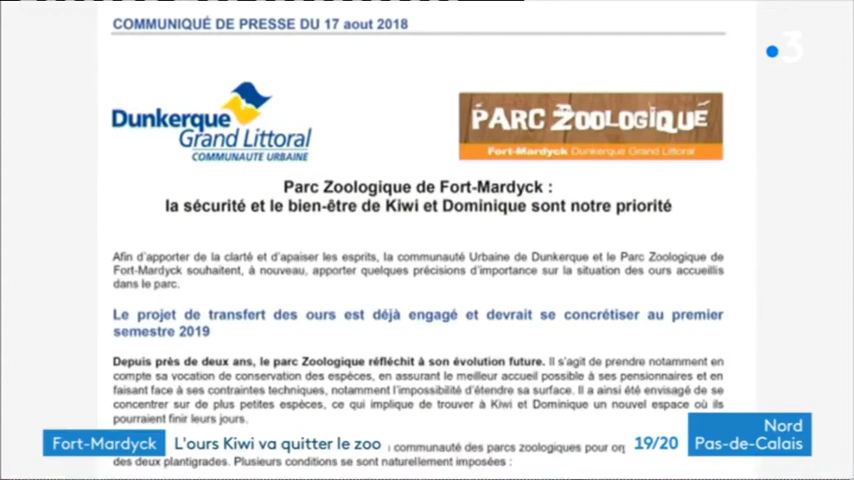 COMMUNIQUÉ DE PRESSE DU 17 aout 2018
3
Dunkerque
Grand Littoral
COMMUNAUTE URBAINE
PARC ZOOLOGIQUE
Fort-Mardyck Dunkerque Grand Littoral
Parc Zoologique de Fort-Mardyck :
la sécurité et le bien-être de Kiwi et Dominique sont notre priorité
Afin d'apporter de la clarté et d'apaiser les esprits, la communauté Urbaine de Dunkerque et le Parc Zoologique de
Fort-Mardyck souhaitent, à nouveau, apporter quelques précisions d'importance sur la situation des ours accueillis
dans le parc.
Le projet de transfert des ours est déjà engagé et devrait se concrétiser au premier
semestre 2019
Depuis près de deux ans, le parc Zoologique réfléchit à son évolution future. Il s'agit de prendre notamment en
compte sa vocation de conservation des espèces, en assurant le meilleur accueil possible à ses pensionnaires et en
faisant face à ses contraintes techniques, notamment l'impossibilité d'étendre sa surface. Il a ainsi été envisagé de se
concentrer sur de plus petites espèces, ce qui implique de trouver à Kiwi et Dominique un nouvel espace où ils
pourraient finir leurs jours.
communauté des parcs zoologiques pour
des deux plantigrades. Plusieurs conditions se sont naturellement imposées :
Fort-Mardyck
L'ours Kiwi va quitter le zoo
19/20
Nord
Pas-de-Calais